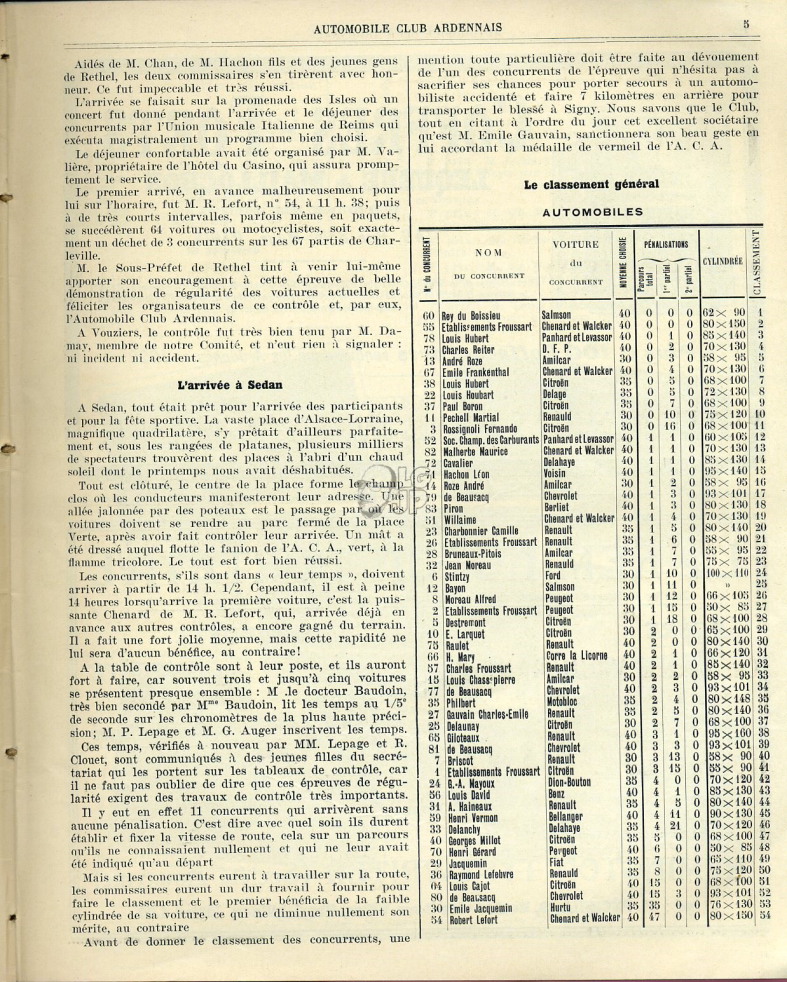 AUTOMOBILE CLUB ARDENNAIS
5
Aidés de M. Chan, de M. Hachon fils et des jeunes gens
de Rethel, les deux commissaires s'en tirèrent avec hon-
neur. Ce fut impeccable et très réussi.
L'arrivée se faisait sur la promenade des Isles où un
concert fut donné pendant l'arrivée et le déjeuner des
concurrents par l'Union musicale Italienne de Reims qui
exécuta magistralement un programme bien choisi.
Le déjeuner confortable avait été organisé par M. Va-
lière, propriétaire de l'hôtel du Casino, qui assura promp-
tement le service.
Le premier arrivé, en avance malheureusement pour
lui sur l'horaire, fut M. R. Lefort, n° 54, à 11 h. 38; puis
à de très courts intervalles, parfois même en paquets,
se succédèrent 64 voitures ou motocyclistes, soit exacte-
ment un déchet de 3 concurrents sur les 67 partis de Char-
leville.
M. le Sous-Préfet de Rethel tint à venir lui-même
apporter son encouragement à cette épreuve de belle
démonstration de régularité des voitures actuelles et
féliciter les organisateurs de ce contrôle et, par eux,
l'Automobile Club Ardennais.
A Vouziers, le contrôle fut très bien tenu par M. Da-
may, membre de notre Comité, et n'eut rien à signaler :
ni incident ni accident.
L'arrivée à Sedan
A Sedan, tout était prêt pour l'arrivée des participants
et pour la fête sportive. La vaste place d'Alsace-Lorraine,
magnifique quadrilatère, s'y prêtait d'ailleurs parfaite-
ment et, sous les rangées de platanes, plusieurs milliers
de spectateurs trouvèrent des places à l'abri d'un chaud
soleil dont le printemps nous avait déshabitués.
Tout est clôturé, le centre de la place forme le champ
clos où les conducteurs manifesteront leur adresse. Une
allée jalonnée par des poteaux est le passage par où les
voitures doivent se rendre au parc fermé de la place
Verte, après avoir fait contrôler leur arrivée. Un mât a
été dressé auquel flotte le fanion de l'A. C. A., vert, à la
flamme tricolore. Le tout est fort bien réussi.
Les concurrents, s'ils sont dans « leur temps », doivent
arriver à partir de 14 h. 1/2. Cependant, il est à peine
14 heures lorsqu'arrive la première voiture, c'est la puis-
sante Chenard de M. R. Lefort, qui, arrivée déjà en
avance aux autres contrôles, a encore gagné du terrain.
Il a fait une fort jolie moyenne, mais cette rapidité ne
lui sera d'aucun bénéfice, au contraire!
A la table de contrôle sont à leur poste, et ils auront
fort à faire, car souvent trois et jusqu'à cinq voitures
se présentent presque ensemble : M .le docteur Baudoin,
très bien secondé par Mme Baudoin, lit les temps au 1/5e
de seconde sur les chronomètres de la plus haute préci-
sion; M. P. Lepage et M. G. Auger inscrivent les temps.
Ces temps, vérifiés à nouveau par MM. Lepage et R.
Clouet, sont communiqués à des jeunes filles du secré-
tariat qui les portent sur les tableaux de contrôle, car
il ne faut pas oublier de dire que ces épreuves de régu-
larité exigent des travaux de contrôle très importants.
Il y eut en effet 11 concurrents qui arrivèrent sans
aucune pénalisation. C'est dire avec quel soin ils durent
établir et fixer la vitesse de route, cela sur un parcours
qu'ils ne connaissaient nullement et qui ne leur avait
été indiqué qu'au départ
Mais si les concurrents eurent à travailler sur la route,
les commissaires eurent un dur travail à fournir pour
faire le classement et le premier bénéficia de la faible
cylindrée de sa voiture, ce qui ne diminue nullement son
mérite, au contraire
Avant de donner le classement des concurrents, une
mention toute particulière doit être faite au dévouement
de l'un des concurrents de l'épreuve qui n'hésita pas à
sacrifier ses chances pour porter secours à un automo-
biliste accidenté et faire 7 kilomètres en arrière pour
transporter le blessé à Signy. Nous savons que le Club,
tout en citant à l'ordre du jour cet excellent sociétaire
qu'est M. Emile Gauvain, sanctionnera son beau geste en
lui accordant la médaille de vermeil de l'A. C. A.
Le classement général
AUTOMOBILES
N° du CONCURRENT NOM DU CONCURRENT VOITURE du CONCURRENT MOYENNE CHOISIE PÉNALISATIONS Parcours total 1er partiel 2e partiel CYLINDRÉE CLASSEMENT
60 Rey du Boissieu Salmson 40 0 0 0 62 × 90 1
55 Etablissements Froussart Chenard et Walcker 40 0 0 0 80×150 2
78 Louis Hubert Panhard et Levassor 40 0 1 0 85×140 3
73 Charles Reiter D. F. P. 40 0 2 0 70×130 4
13 André Roze Amilcar 30 0 3 0 58× 95 5
67 Emile Frankenthal Chenard et Walcker 40 0 4 0 70×130 6
38 Louis Hubert Citroën 35 0 5 0 68×100 7
22 Louis Houbart Delage 35 0 5 0 72×130 8
37 Paul Boron Citroën 35 0 7 0 68×100 9
11 Pechell Martial Renauld 30 0 10 0 75×120 10
3 Rossignoli Fernando Citroën 30 0 16 0 68×100 11
52 Soc. Champ. des Carburants Panhard et Levassor 40 1 1 0 60×105 12
82 Malherbe Maurice Chenard et Walcker 40 1 1 0 70×130 13
72 Cavalier Delahaye 40 1 1 0 85×130 14
71 Hachon Léon Voisin 40 1 1 0 95×140 15
14 Roze André Amilcar 30 1 2 0 58× 95 16
79 de Beausacq Chevrolet 40 1 3 0 93×101 17
83 Piron Berliet 40 1 3 0 80×130 18
51 Willaime Chenard et Walcker 40 1 4 0 70×130 19
23 Charbonnier Camille Renault 35 1 5 0 80×140 20
26 Etablissements Froussart Renault 35 1 6 0 58× 90 21
28 Bruneaux-Pitois Amilcar 35 1 7 0 55× 95 22
32 Jean Moreau Renauld 35 1 7 0 75× 75 23
6 Stintzy Ford 30 1 10 0 100×110 24
12 Bayon Salmson 30 1 11 0 » 25
8 Moreau Alfred Peugeot 30 1 12 0 66×105 26
2 Etablissements Froussart Peugeot 30 1 15 0 50× 85 27
5 Destremont Citroën 30 1 18 0 68×100 28
10 E. Larquet Citroën 30 2 0 0 65×100 29
75 Raulet Renault 40 2 0 0 80×140 30
66 H. Mary Corre la Licorne 40 2 1 0 66×120 31
57 Charles Froussart Renault 40 2 1 0 85×140 32
15 Louis Chasspierre Amilcar 30 2 2 0 58× 95 33
77 de Beausacq Chevrolet 40 2 3 0 93×101 34
35 Philbert Motobloc 35 2 4 0 80×148 35
27 Gauvain Charles-Emile Renault 35 2 5 0 80×140 36
25 Delaunay Citroën 30 2 7 0 68×100 37
65 Giloteaux Renault 40 3 1 0 95×160 38
81 de Beausacq Chevrolet 40 3 3 0 93×101 39
7 Briscot Renault 30 3 13 0 58× 90 40
1 Etablissements Froussart Citroën 30 3 15 0 55× 90 41
24 G.-A. Mayoux Dion-Bouton 35 4 0 0 70×120 42
56 Louis David Benz 40 4 1 0 85×130 43
31 A. Haineaux Renault 35 4 5 0 80×140 44
59 Henri Vermon Bellanger 40 4 11 0 90×130 45
33 Delanchy Delahaye 35 4 21 0 70×120 46
40 Georges Millot Citroën 35 5 0 0 68×100 47
70 Henri Gérard Peugeot 40 6 0 0 50× 85 48
29 Jacquemin Fiat 35 7 0 0 65×110 49
36 Raymond Lefebvre Renauld 35 8 0 0 75×120 50
04 Louis Cajot Citroën 40 15 0 0 68×100 51
80 de Beausacq Chevrolet 40 15 3 0 93×101 52
30 Emile Jacquemin Hurtu 35 35 0 0 76×130 53
54 Robert Lefort Chenard et Walcker 40 47 0 0 80×150 54